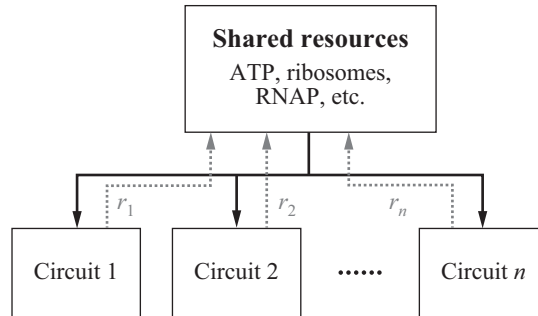 Shared resources
ATP, ribosomes,
RNAP, etc.
r1 r2 rn
Circuit 1 Circuit 2 ...... Circuit n